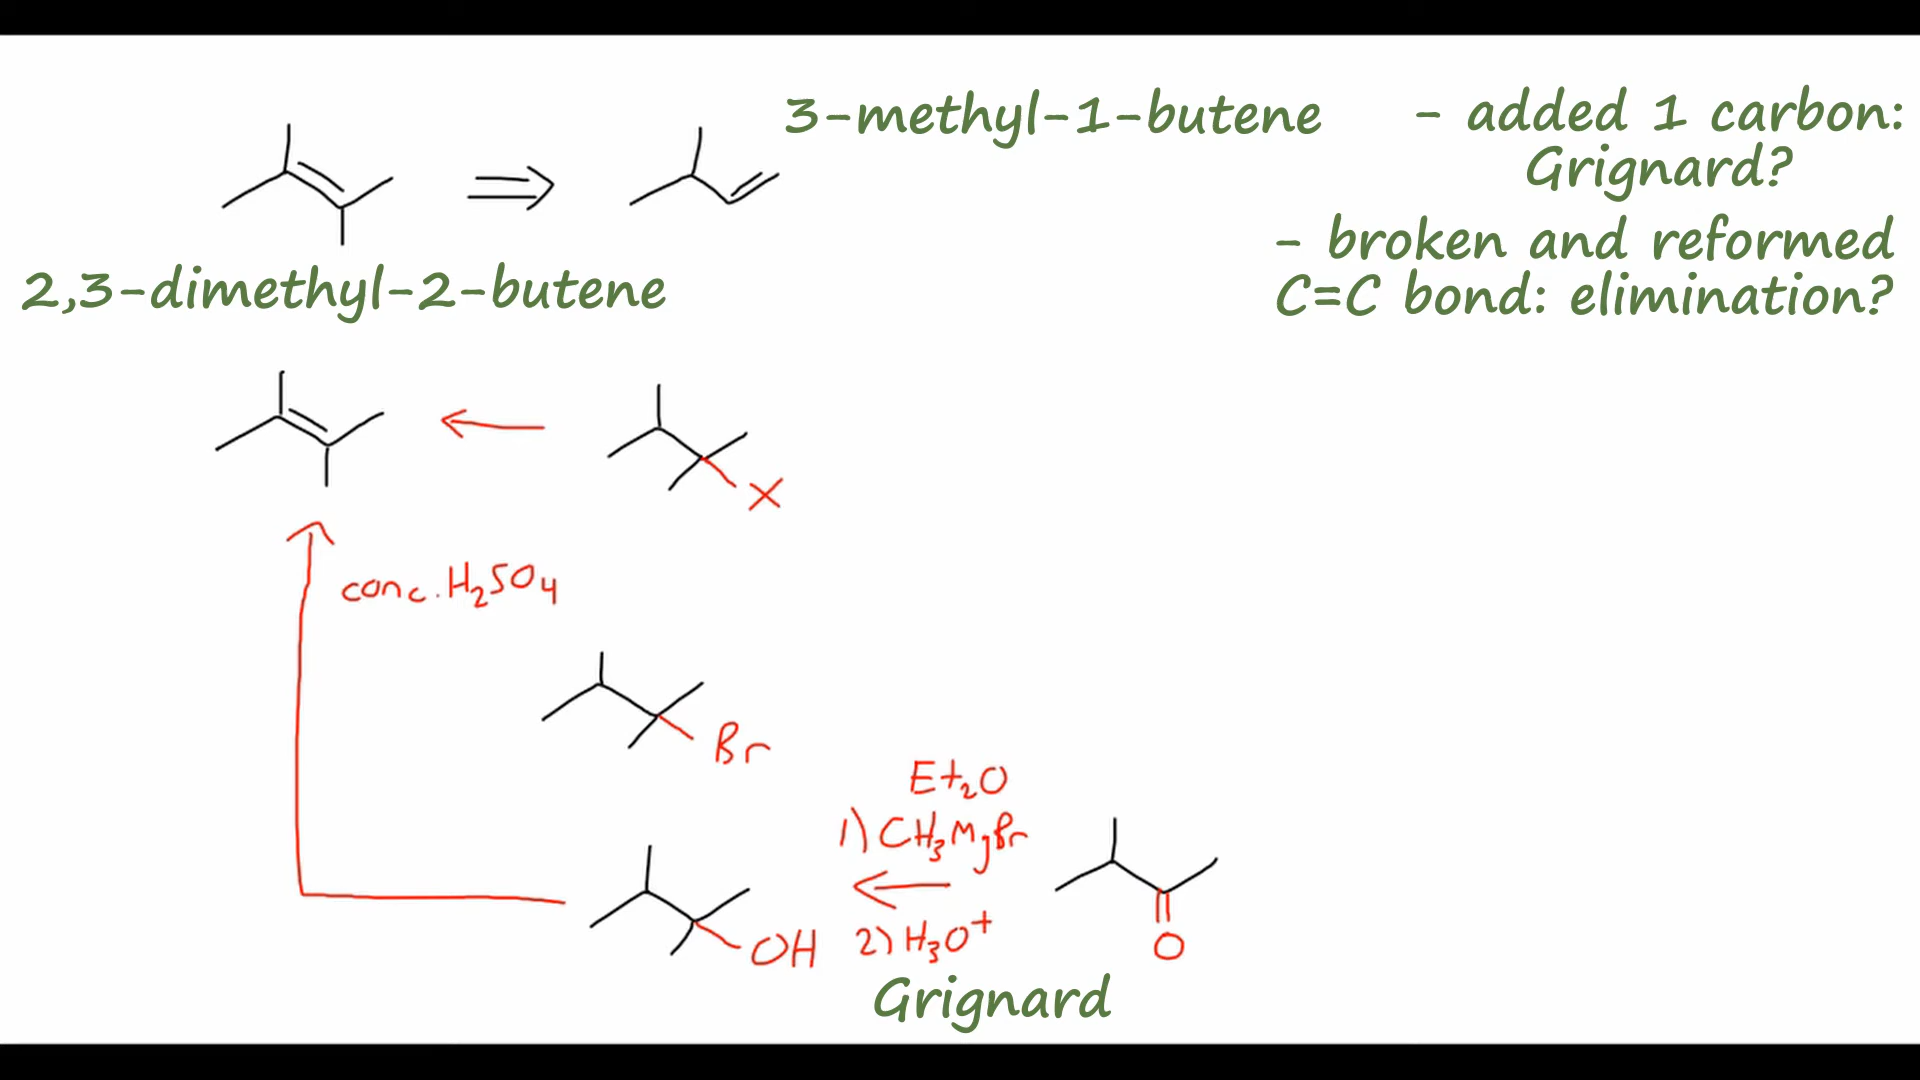 3-methyl-1-butene
- added 1 carbon:
Grignard?
- broken and reformed
C=C bond: elimination?
2,3-dimethyl-2-butene
X
conc. H₂SO₄
Br
Et₂O
1) CH₃MgBr
2) H₃O⁺
OH
O
Grignard